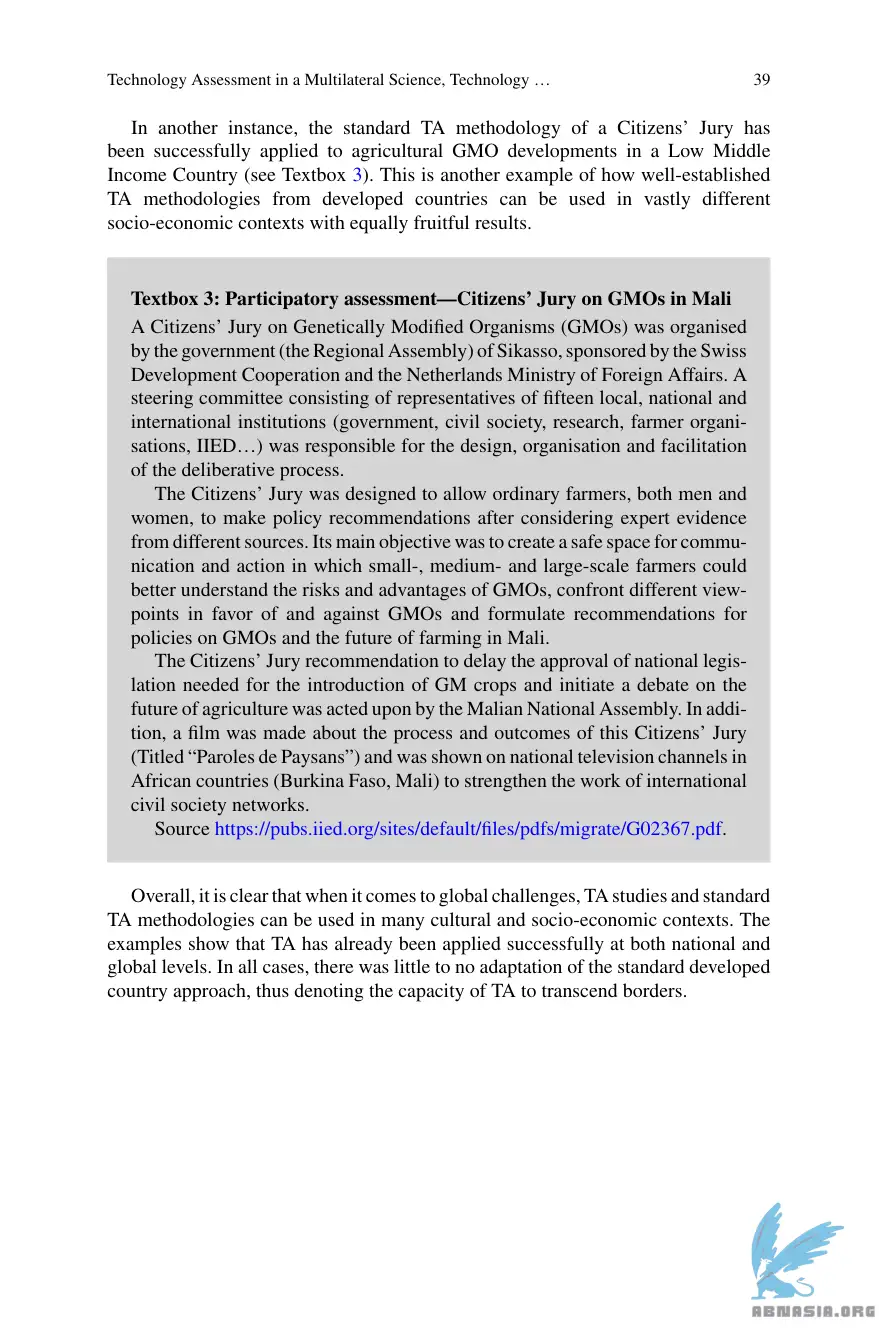 Technology Assessment in a Multilateral Science, Technology … 39
In another instance, the standard TA methodology of a Citizens’ Jury has
been successfully applied to agricultural GMO developments in a Low Middle
Income Country (see Textbox 3). This is another example of how well-established
TA methodologies from developed countries can be used in vastly different
socio-economic contexts with equally fruitful results.
Textbox 3: Participatory assessment—Citizens’ Jury on GMOs in Mali
A Citizens’ Jury on Genetically Modified Organisms (GMOs) was organised
by the government (the Regional Assembly) of Sikasso, sponsored by the Swiss
Development Cooperation and the Netherlands Ministry of Foreign Affairs. A
steering committee consisting of representatives of fifteen local, national and
international institutions (government, civil society, research, farmer organi-
sations, IIED…) was responsible for the design, organisation and facilitation
of the deliberative process.
The Citizens’ Jury was designed to allow ordinary farmers, both men and
women, to make policy recommendations after considering expert evidence
from different sources. Its main objective was to create a safe space for commu-
nication and action in which small-, medium- and large-scale farmers could
better understand the risks and advantages of GMOs, confront different view-
points in favor of and against GMOs and formulate recommendations for
policies on GMOs and the future of farming in Mali.
The Citizens’ Jury recommendation to delay the approval of national legis-
lation needed for the introduction of GM crops and initiate a debate on the
future of agriculture was acted upon by the Malian National Assembly. In addi-
tion, a film was made about the process and outcomes of this Citizens’ Jury
(Titled “Paroles de Paysans”) and was shown on national television channels in
African countries (Burkina Faso, Mali) to strengthen the work of international
civil society networks.
Source https://pubs.iied.org/sites/default/files/pdfs/migrate/G02367.pdf.
Overall, it is clear that when it comes to global challenges, TA studies and standard
TA methodologies can be used in many cultural and socio-economic contexts. The
examples show that TA has already been applied successfully at both national and
global levels. In all cases, there was little to no adaptation of the standard developed
country approach, thus denoting the capacity of TA to transcend borders.
ABNASIA.ORG